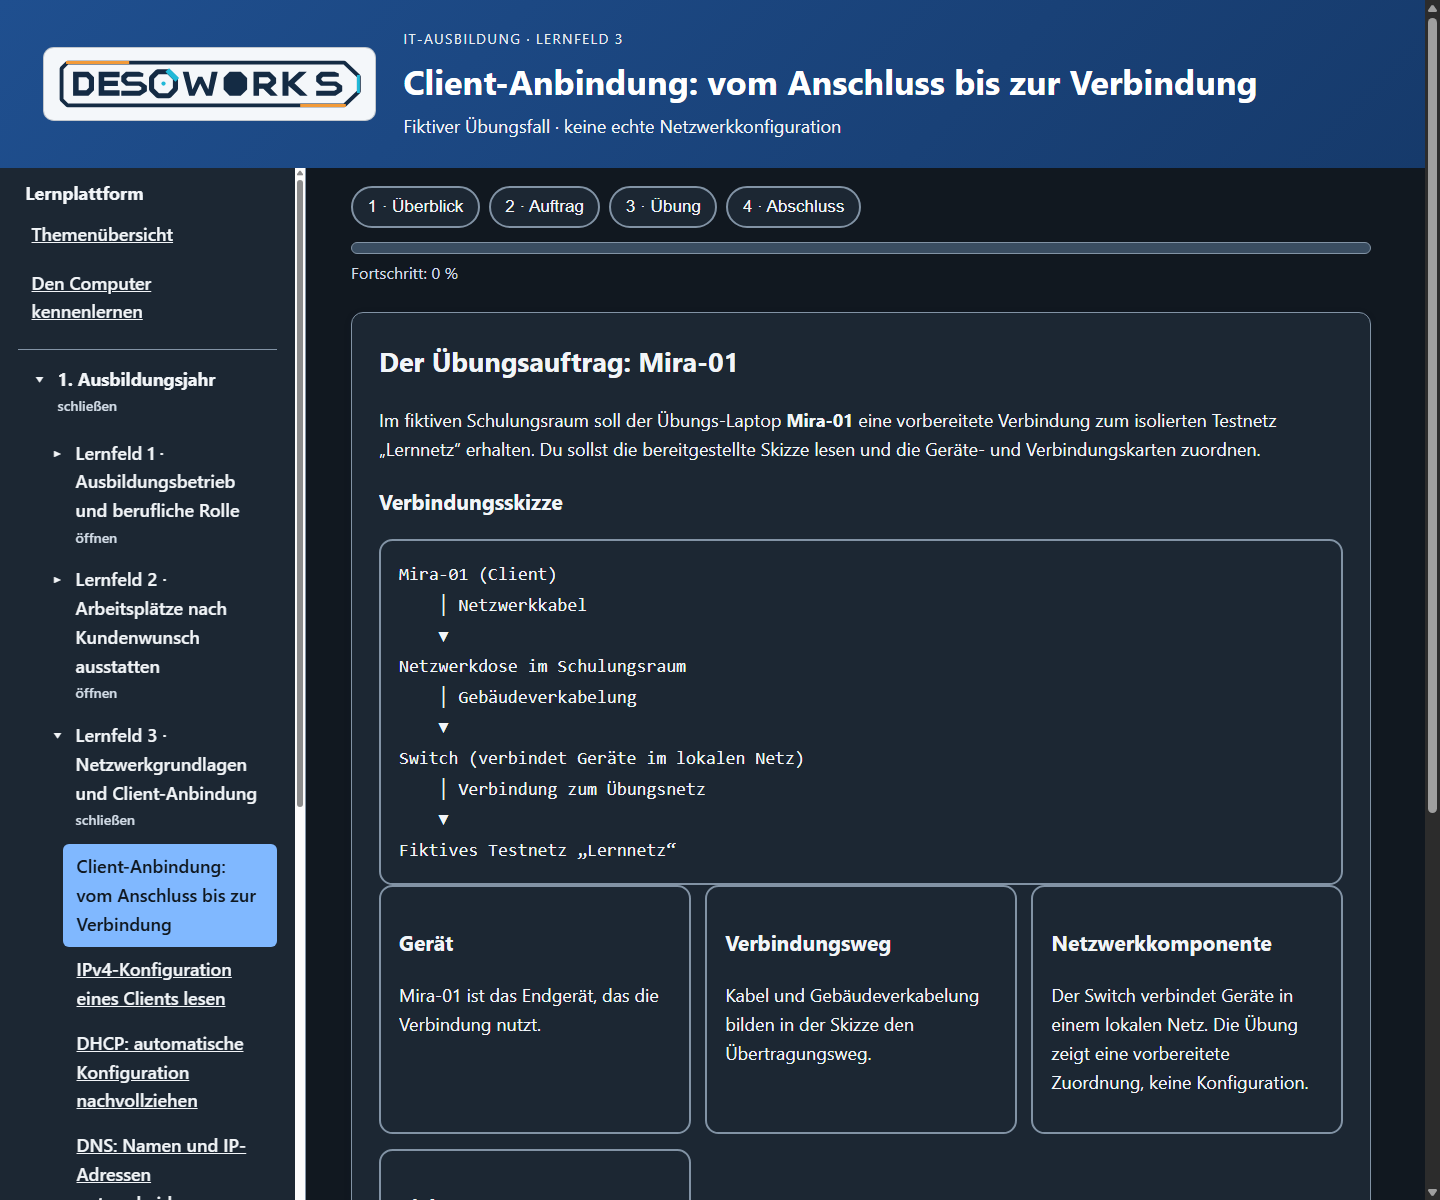 DESOWORKS
IT-AUSBILDUNG · LERNFELD 3
Client-Anbindung: vom Anschluss bis zur Verbindung
Fiktiver Übungsfall · keine echte Netzwerkkonfiguration
Lernplattform
Themenübersicht
Den Computer
kennenlernen
1. Ausbildungsjahr
schließen
Lernfeld 1 ·
Ausbildungsbetrieb
und berufliche Rolle
öffnen
Lernfeld 2 ·
Arbeitsplätze nach
Kundenwunsch
ausstatten
öffnen
Lernfeld 3 ·
Netzwerkgrundlagen
und Client-Anbindung
schließen
Client-Anbindung:
vom Anschluss bis zur
Verbindung
IPv4-Konfiguration
eines Clients lesen
DHCP: automatische
Konfiguration
nachvollziehen
DNS: Namen und IP-
Adressen
1 · Überblick
2 · Auftrag
3 · Übung
4 · Abschluss
Fortschritt: 0 %
Der Übungsauftrag: Mira-01
Im fiktiven Schulungsraum soll der Übungs-Laptop Mira-01 eine vorbereitete Verbindung zum isolierten Testnetz
„Lernnetz“ erhalten. Du sollst die bereitgestellte Skizze lesen und die Geräte- und Verbindungskarten zuordnen.
Verbindungsskizze
Mira-01 (Client)
│ Netzwerkkabel
▼
Netzwerkdose im Schulungsraum
│ Gebäudeverkabelung
▼
Switch (verbindet Geräte im lokalen Netz)
│ Verbindung zum Übungsnetz
▼
Fiktives Testnetz „Lernnetz“
Gerät
Mira-01 ist das Endgerät, das die
Verbindung nutzt.
Verbindungsweg
Kabel und Gebäudeverkabelung
bilden in der Skizze den
Übertragungsweg.
Netzwerkkomponente
Der Switch verbindet Geräte in
einem lokalen Netz. Die Übung
zeigt eine vorbereitete
Zuordnung, keine Konfiguration.